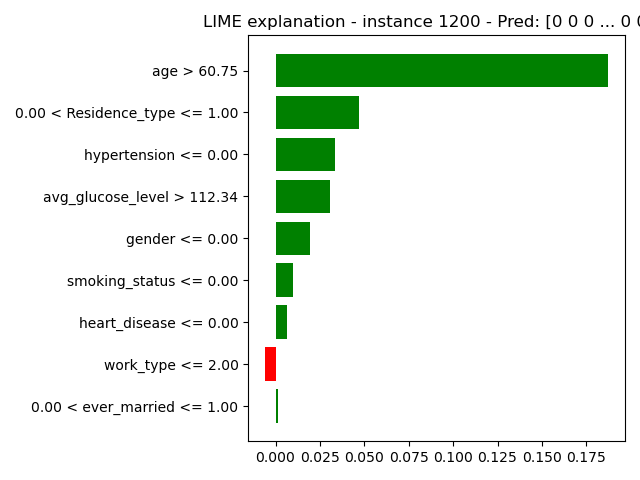 LIME explanation - instance 1200 - Pred: [0 0 0 ... 0 0
age > 60.75
0.00 < Residence_type <= 1.00
hypertension <= 0.00
avg_glucose_level > 112.34
gender <= 0.00
smoking_status <= 0.00
heart_disease <= 0.00
work_type <= 2.00
0.00 < ever_married <= 1.00
0.000 0.025 0.050 0.075 0.100 0.125 0.150 0.175